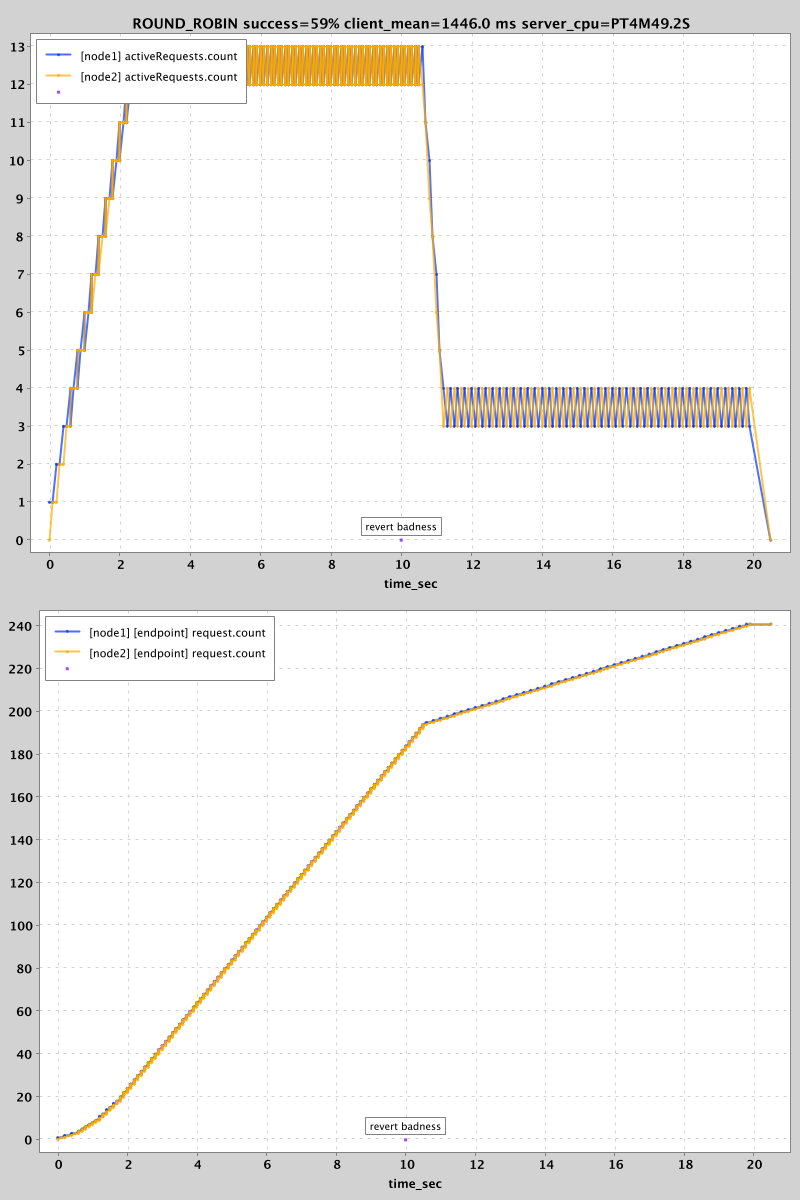 ROUND_ROBIN success=59% client_mean=1446.0 ms server_cpu=PT4M49.2S
[node1] activeRequests.count
[node2] activeRequests.count
13
12
11
10
9
8
7
6
5
4
3
2
1
0
revert badness
0 2 4 6 8 10 12 14 16 18 20
time_sec
[node1] [endpoint] request.count
[node2] [endpoint] request.count
240
220
200
180
160
140
120
100
80
60
40
20
0
revert badness
0 2 4 6 8 10 12 14 16 18 20
time_sec